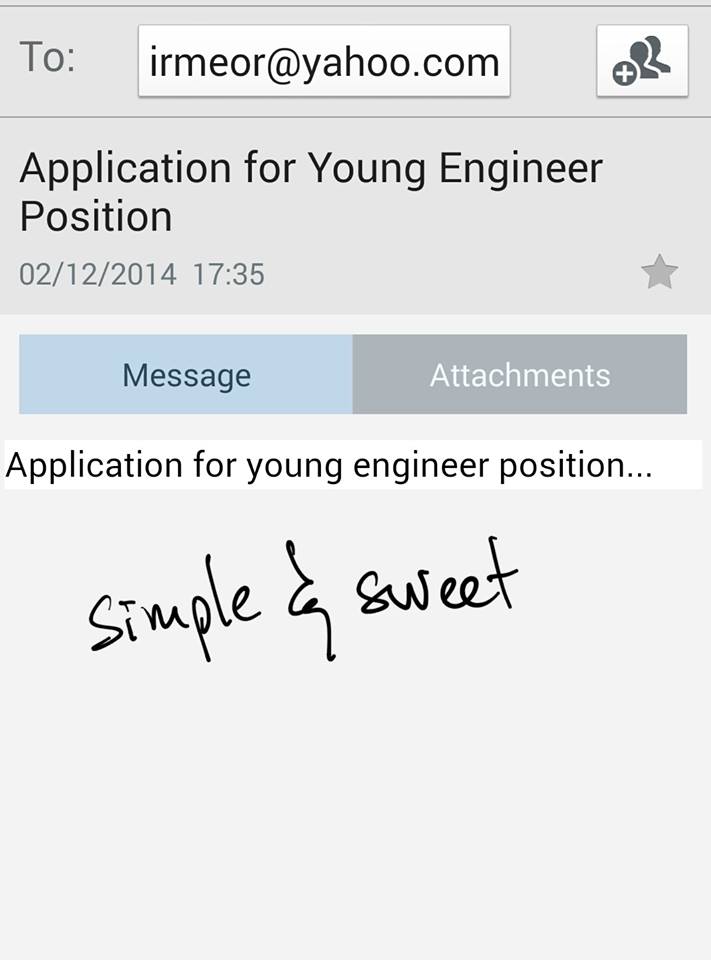 To: irmeor@yahoo.com
Application for Young Engineer
Position
02/12/2014 17:35
Message Attachments
Application for young engineer position...
simple & sweet